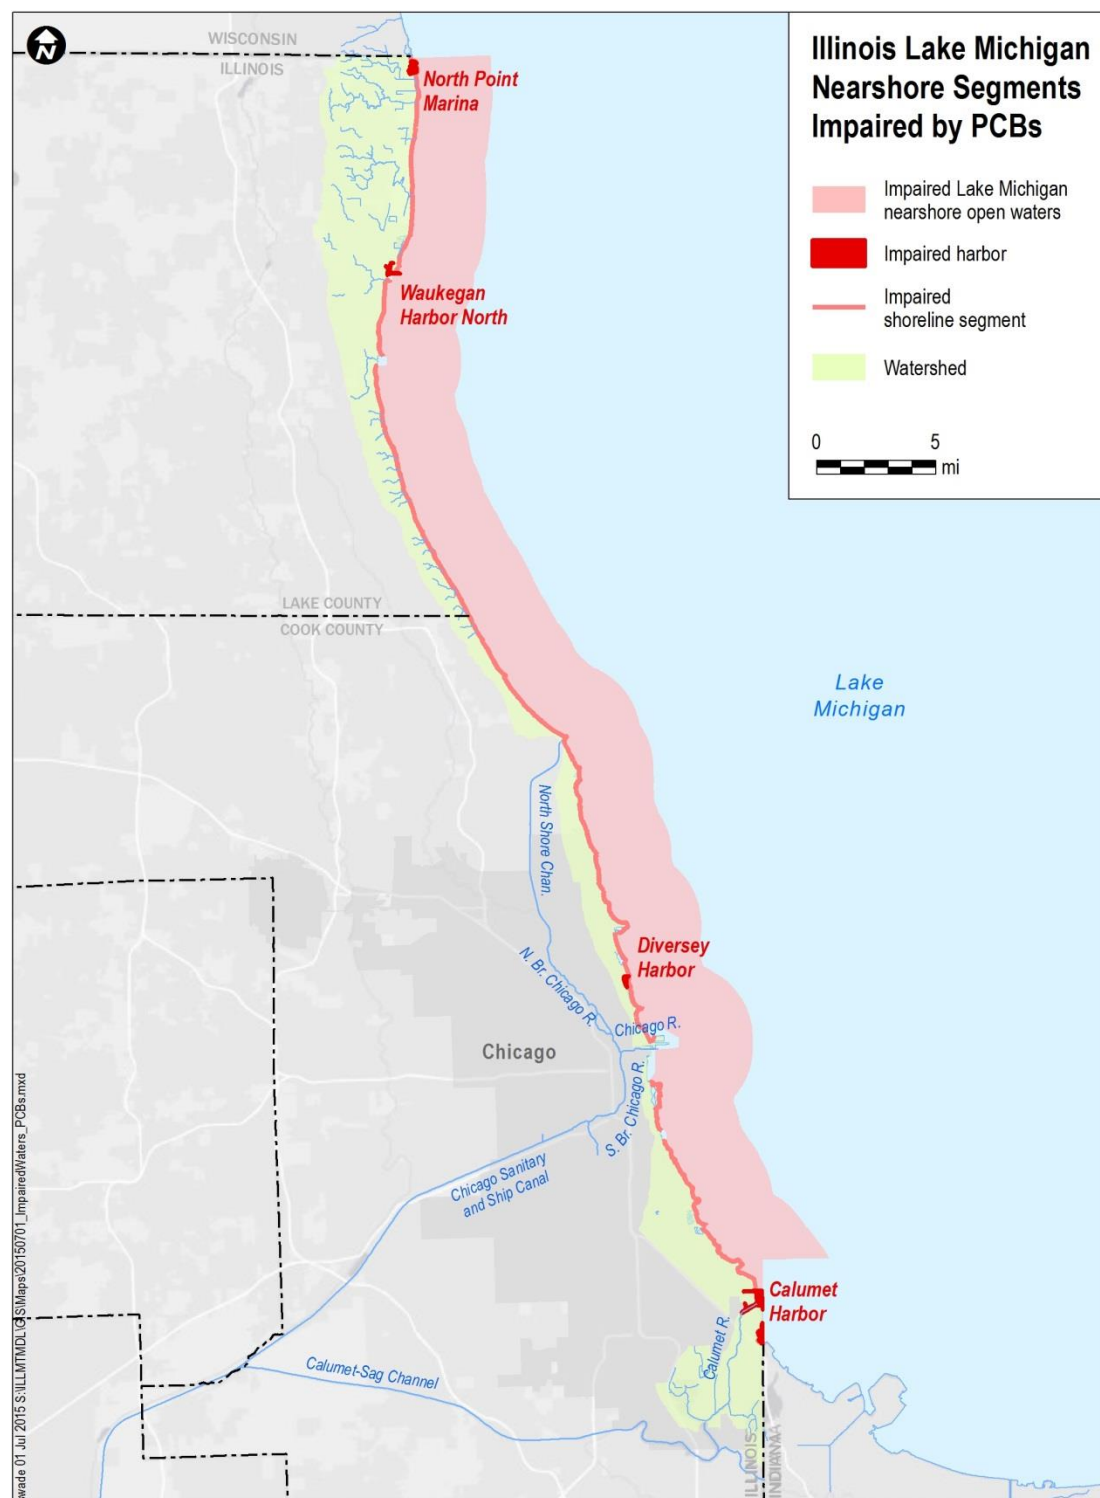 N
WISCONSIN
ILLINOIS
North Point
Marina
Waukegan
Harbor North
LAKE COUNTY
COOK COUNTY
Lake
Michigan
North Shore Chan.
Diversey
Harbor
N. Br. Chicago R.
Chicago R.
Chicago
S. Br. Chicago R.
Chicago Sanitary
and Ship Canal
Calumet
Harbor
Calumet R.
Calumet-Sag Channel
ILLINOIS
INDIANA
Illinois Lake Michigan
Nearshore Segments
Impaired by PCBs
Impaired Lake Michigan
nearshore open waters
Impaired harbor
Impaired
shoreline segment
Watershed
0 5
mi
01 Jul 2015 S:\ILLMTMDL\GIS\Maps\20150701_ImpairedWaters_PCBs.mxd